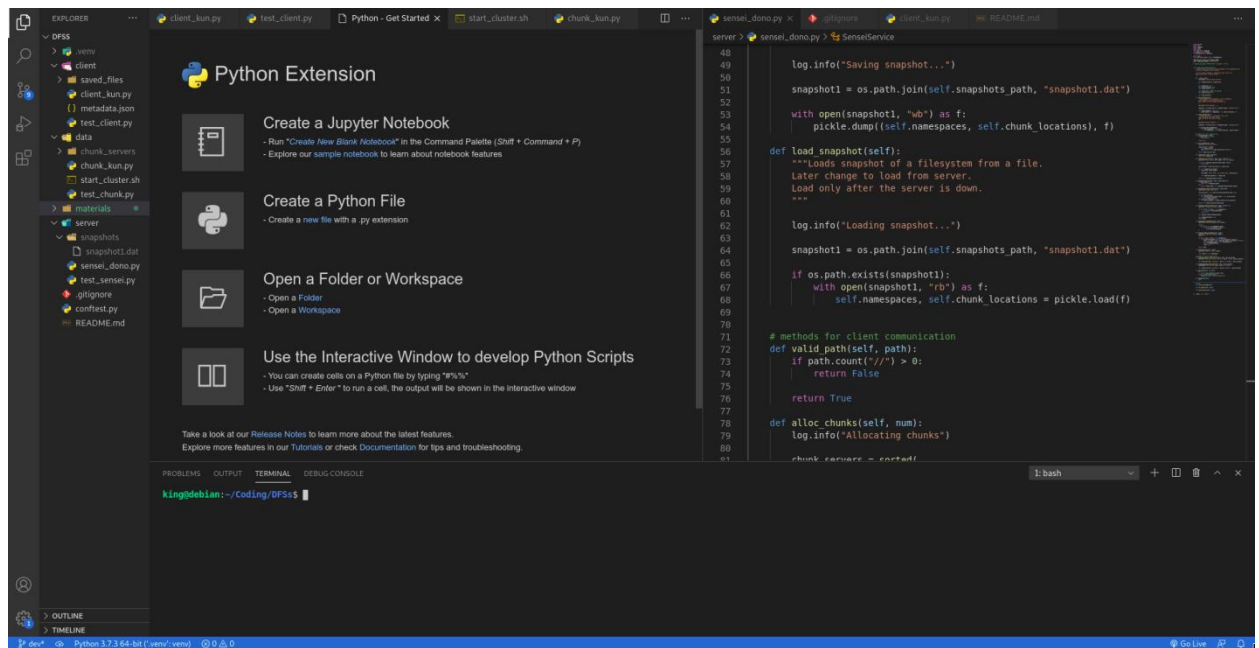 EXPLORER
DFSS
.venv
client
saved_files
client_kun.py
metadata.json
test_client.py
data
chunk_servers
chunk_kun.py
start_cluster.sh
test_chunk.py
materials
server
snapshots
snapshot1.dat
sensei_dono.py
test_sensei.py
.gitignore
conftest.py
README.md
OUTLINE
TIMELINE
client_kun.py test_client.py Python - Get Started start_cluster.sh chunk_kun.py
Python Extension
Create a Jupyter Notebook
- Run "Create New Blank Notebook" in the Command Palette (Shift + Command + P)
- Explore our sample notebook to learn about notebook features
Create a Python File
- Create a new file with a .py extension
Open a Folder or Workspace
- Open a Folder
- Open a Workspace
Use the Interactive Window to develop Python Scripts
- You can create cells on a Python file by typing "#%%"
- Use "Shift + Enter " to run a cell, the output will be shown in the interactive window
Take a look at our Release Notes to learn more about the latest features.
Explore more features in our Tutorials or check Documentation for tips and troubleshooting.
sensei_dono.py .gitignore client_kun.py README.md
server > sensei_dono.py > SenseiService
48
49 log.info("Saving snapshot...")
50
51 snapshot1 = os.path.join(self.snapshots_path, "snapshot1.dat")
52
53 with open(snapshot1, "wb") as f:
54 pickle.dump((self.namespaces, self.chunk_locations), f)
55
56 def load_snapshot(self):
57 """Loads snapshot of a filesystem from a file.
58 Later change to load from server.
59 Load only after the server is down.
60 """
61
62 log.info("Loading snapshot...")
63
64 snapshot1 = os.path.join(self.snapshots_path, "snapshot1.dat")
65
66 if os.path.exists(snapshot1):
67 with open(snapshot1, "rb") as f:
68 self.namespaces, self.chunk_locations = pickle.load(f)
69
70
71 # methods for client communication
72 def valid_path(self, path):
73 if path.count("//") > 0:
74 return False
75
76 return True
77
78 def alloc_chunks(self, num):
79 log.info("Allocating chunks")
80
81 chunk_servers = sorted(
PROBLEMS OUTPUT TERMINAL DEBUG CONSOLE 1: bash
king@debian:~/Coding/DFSs$
dev* Python 3.7.3 64-bit ('.venv': venv) 0 0 Go Live